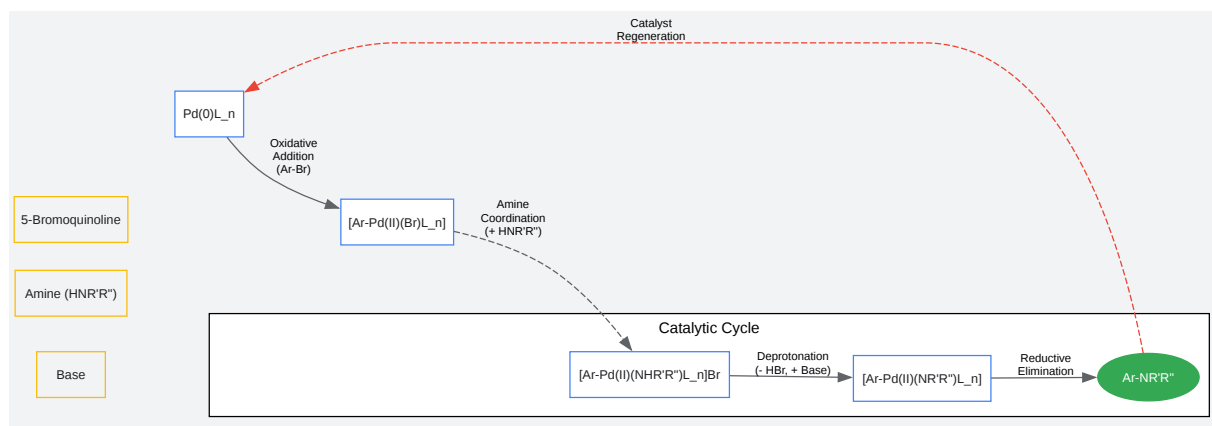 Catalyst
Regeneration
Pd(0)L_n
Oxidative
Addition
(Ar-Br)
5-Bromoquinoline
[Ar-Pd(II)(Br)L_n]
Amine
Coordination
(+ HNR'R")
Amine (HNR'R")
Catalytic Cycle
Base
[Ar-Pd(II)(NHR'R")L_n]Br
Deprotonation
(- HBr, + Base)
[Ar-Pd(II)(NR'R")L_n]
Reductive
Elimination
Ar-NR'R"